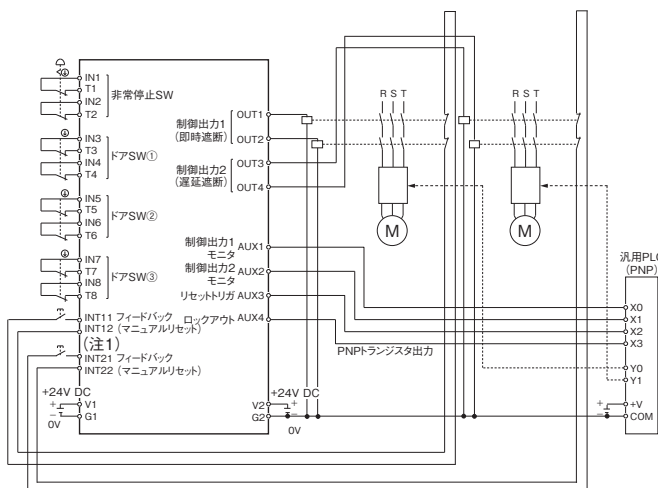 IN1
T1
IN2
T2
非常停止SW
IN3
T3
IN4
T4
ドアSW①
IN5
T5
IN6
T6
ドアSW②
IN7
T7
IN8
T8
ドアSW③
INT11 フィードバック
INT12 (マニュアルリセット)
(注1)
INT21 フィードバック
INT22 (マニュアルリセット)
+24V DC
+
−
V1
G1
0V
制御出力1
(即時遮断)
OUT1
OUT2
制御出力2
(遅延遮断)
OUT3
OUT4
制御出力1
モニタ
AUX1
制御出力2
モニタ
AUX2
リセットトリガ AUX3
ロックアウト AUX4
PNPトランジスタ出力
+24V DC
V2
G2
+
−
0V
R S T
M
R S T
M
汎用PLC
(PNP)
X0
X1
X2
X3
Y0
Y1
+
−
+V
COM